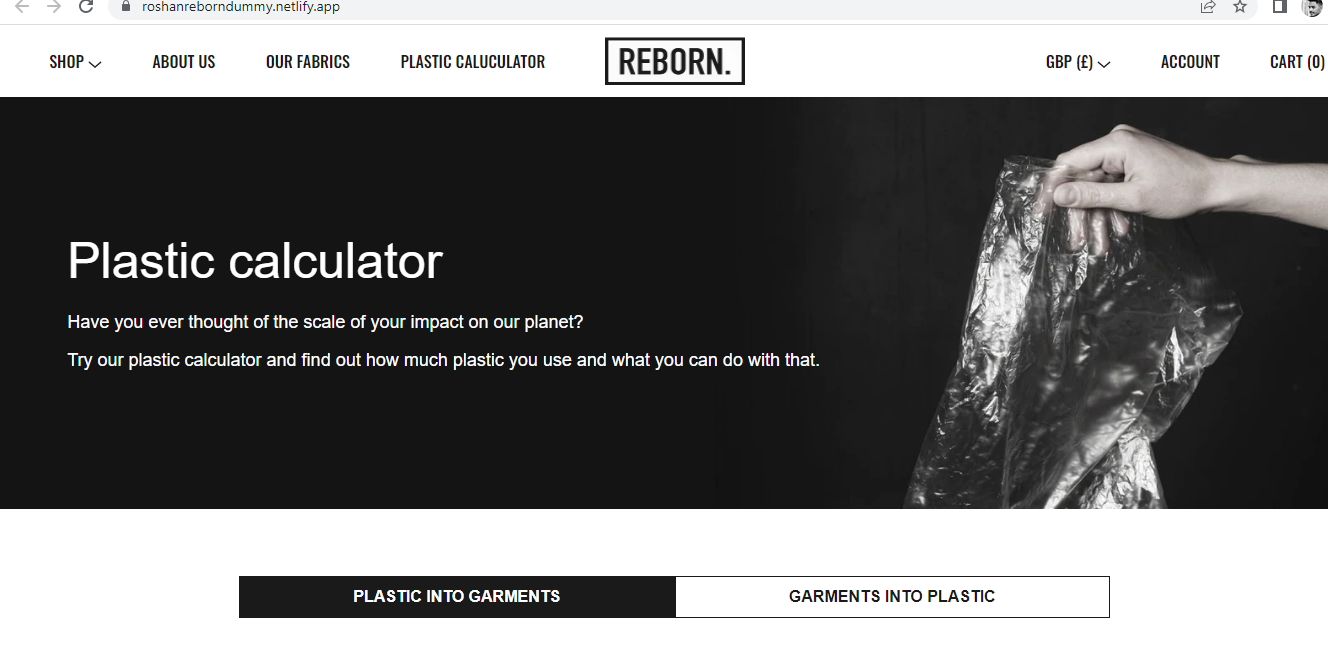 roshanreborndummy.netlify.app
SHOP ABOUT US OUR FABRICS PLASTIC CALUCULATOR REBORN. GBP (£) ACCOUNT CART (0)
Plastic calculator
Have you ever thought of the scale of your impact on our planet?
Try our plastic calculator and find out how much plastic you use and what you can do with that.
PLASTIC INTO GARMENTS GARMENTS INTO PLASTIC